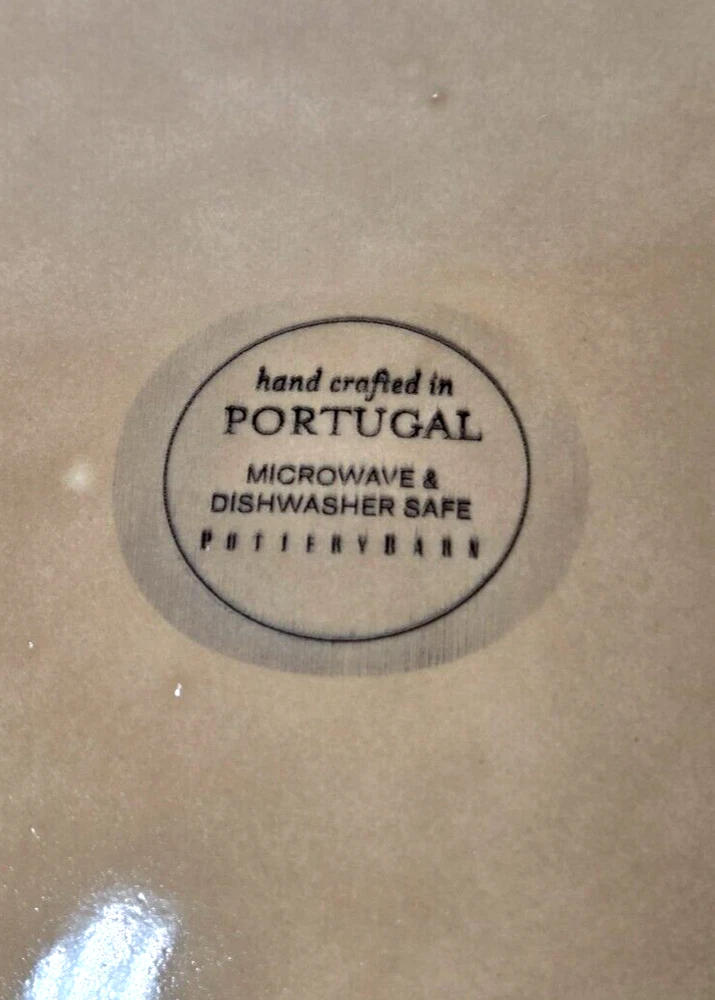 hand crafted in
PORTUGAL
MICROWAVE &
DISHWASHER SAFE
POTTERYBARN